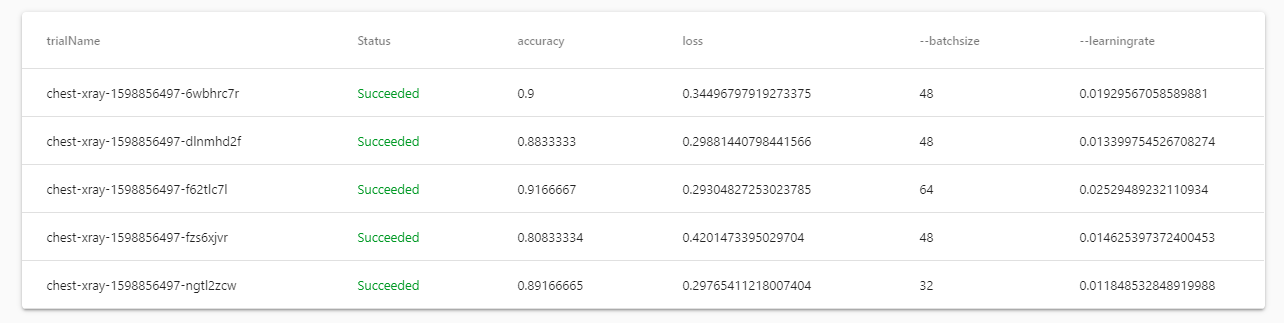 trialName Status accuracy loss --batchsize --learningrate
chest-xray-1598856497-6wbhrc7r Succeeded 0.9 0.34496797919273375 48 0.01929567058589881
chest-xray-1598856497-dlnmhd2f Succeeded 0.8833333 0.29881440798441566 48 0.013399754526708274
chest-xray-1598856497-f62tlc7l Succeeded 0.9166667 0.29304827253023785 64 0.02529489232110934
chest-xray-1598856497-fzs6xjvr Succeeded 0.80833334 0.4201473395029704 48 0.014625397372400453
chest-xray-1598856497-ngtl2zcw Succeeded 0.89166665 0.29765411218007404 32 0.011848532848919988